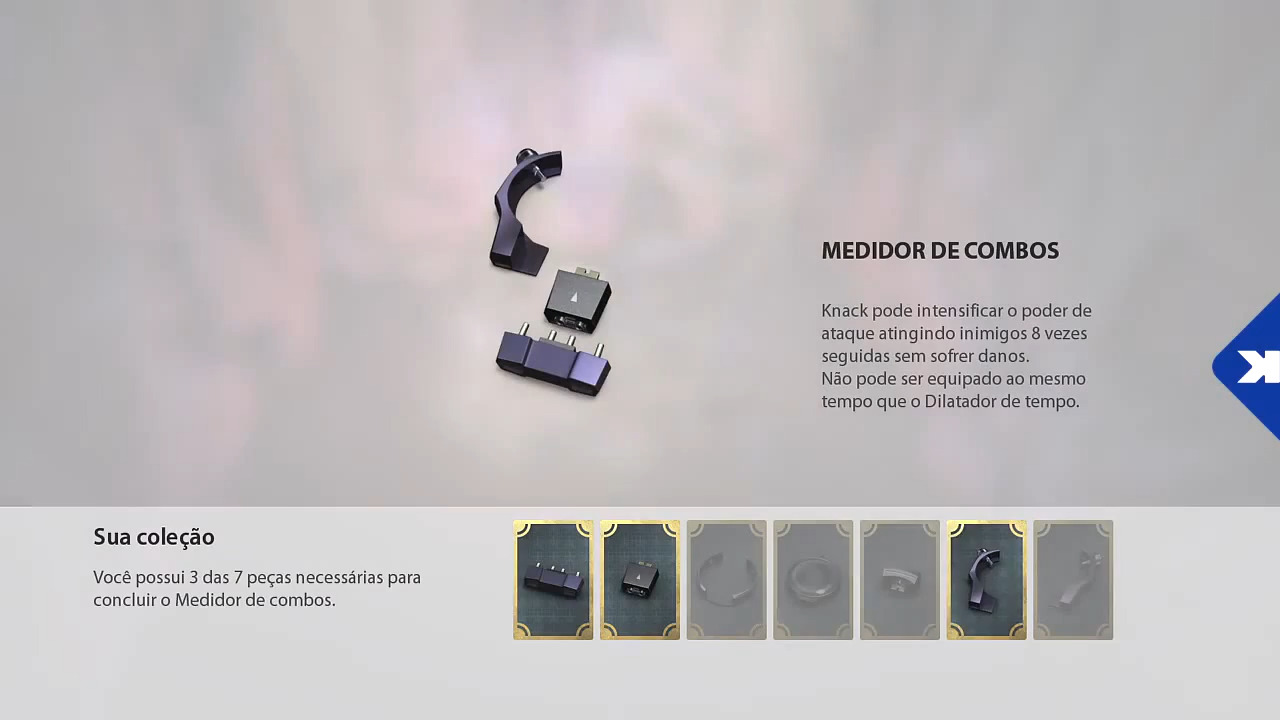 MEDIDOR DE COMBOS
Knack pode intensificar o poder de
ataque atingindo inimigos 8 vezes
seguidas sem sofrer danos.
Não pode ser equipado ao mesmo
tempo que o Dilatador de tempo.
Sua coleção
Você possui 3 das 7 peças necessárias para
concluir o Medidor de combos.